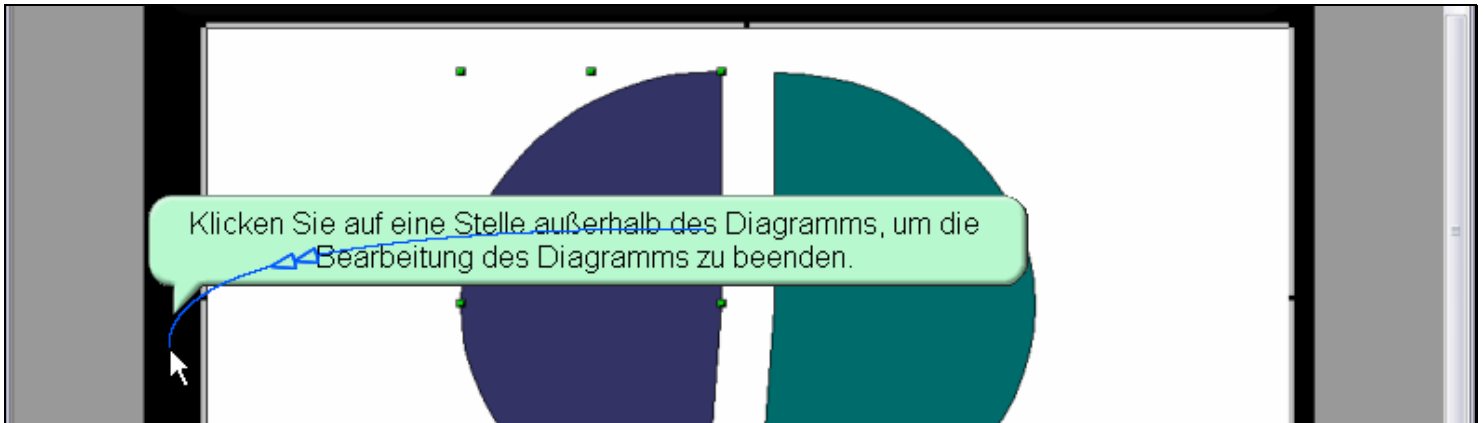 Klicken Sie auf eine Stelle außerhalb des Diagramms, um die
Bearbeitung des Diagramms zu beenden.